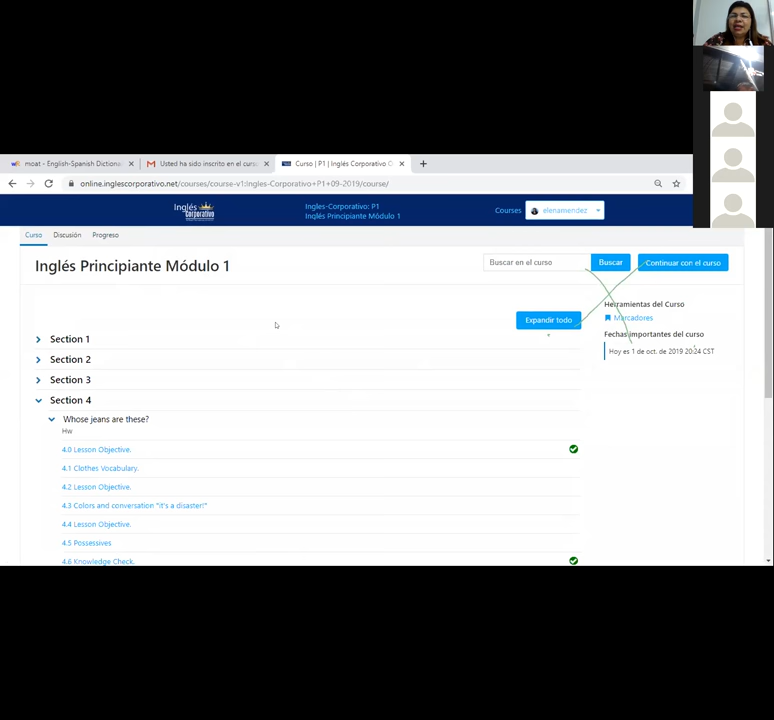 moat - English-Spanish Dictiona
Usted ha sido inscrito en el curso
Curso | P1 | Inglés Corporativo C
online.inglescorporativo.net/courses/course-v1:Ingles-Corporativo+P1+09-2019/course/
Inglés Corporativo
Ingles-Corporativo: P1
Inglés Principiante Módulo 1
Courses
elenamendez
Curso
Discusión
Progreso
Inglés Principiante Módulo 1
Buscar en el curso
Buscar
Continuar con el curso
Herramientas del Curso
Marcadores
Fechas importantes del curso
Hoy es 1 de oct. de 2019 20:24 CST
Expandir todo
Section 1
Section 2
Section 3
Section 4
Whose jeans are these?
Hw
4.0 Lesson Objective.
4.1 Clothes Vocabulary.
4.2 Lesson Objective.
4.3 Colors and conversation "it's a disaster!"
4.4 Lesson Objective.
4.5 Possessives
4.6 Knowledge Check.